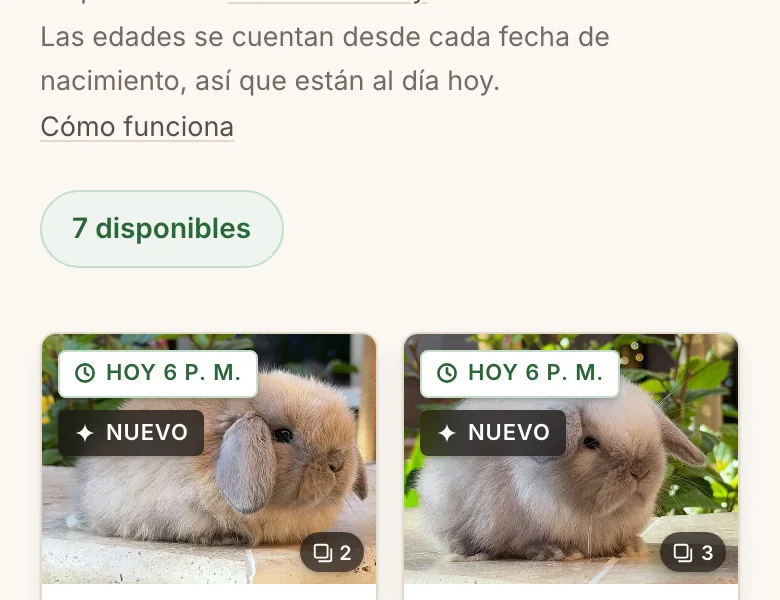 Las edades se cuentan desde cada fecha de
nacimiento, así que están al día hoy.
Cómo funciona
7 disponibles
HOY 6 P. M.
NUEVO
2
HOY 6 P. M.
NUEVO
3